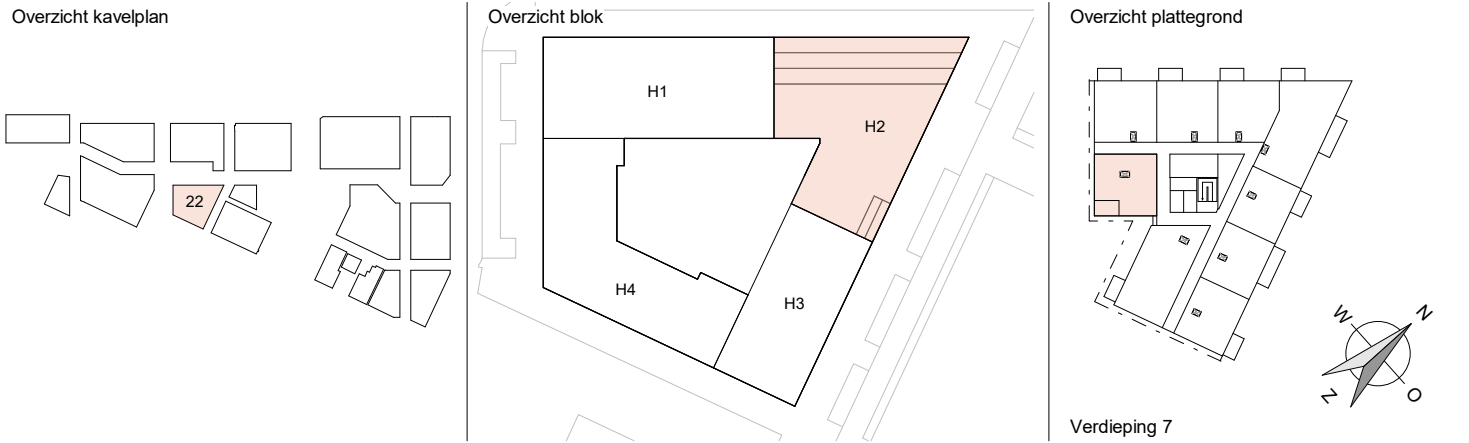 Overzicht kavelplan
22
Overzicht blok
H1
H2
H3
H4
Overzicht plattegrond
N
W
O
Z
Verdieping 7